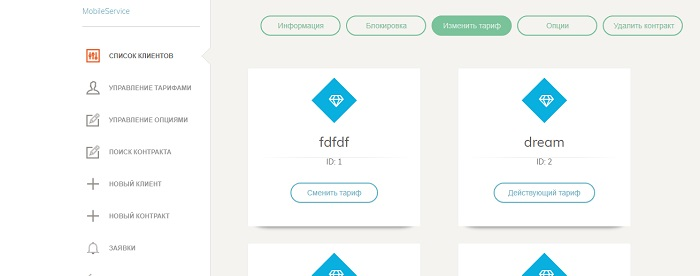 MobileService
СПИСОК КЛИЕНТОВ
УПРАВЛЕНИЕ ТАРИФАМИ
УПРАВЛЕНИЕ ОПЦИЯМИ
ПОИСК КОНТРАКТА
НОВЫЙ КЛИЕНТ
НОВЫЙ КОНТРАКТ
ЗАЯВКИ
Информация
Блокировка
Изменить тариф
Опции
Удалить контракт
fdfdf
ID: 1
Сменить тариф
dream
ID: 2
Действующий тариф